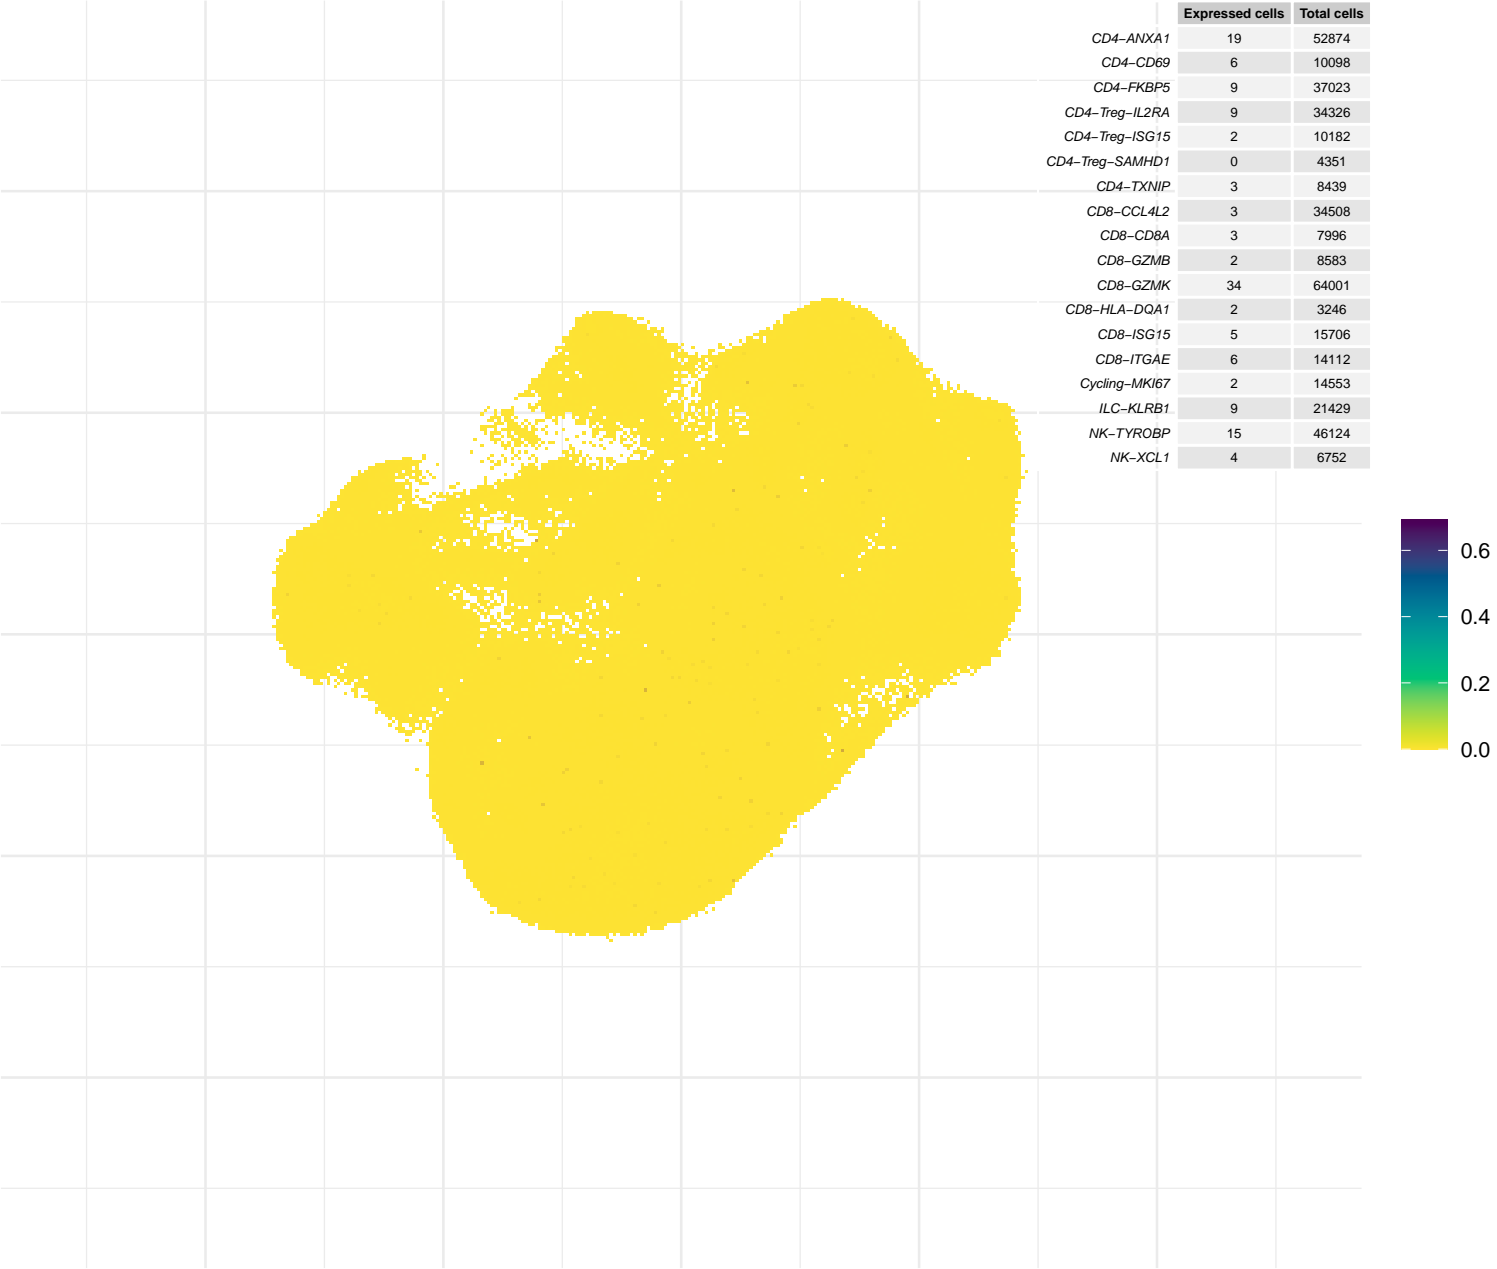 Expressed cells Total cells
CD4−ANXA1 19 52874
CD4−CD69 6 10098
CD4−FKBP5 9 37023
CD4−Treg−IL2RA 9 34326
CD4−Treg−ISG15 2 10182
CD4−Treg−SAMHD1 0 4351
CD4−TXNIP 3 8439
CD8−CCL4L2 3 34508
CD8−CD8A 3 7996
CD8−GZMB 2 8583
CD8−GZMK 34 64001
CD8−HLA−DQA1 2 3246
CD8−ISG15 5 15706
CD8−ITGAE 6 14112
Cycling−MKI67 2 14553
ILC−KLRB1 9 21429
NK−TYROBP 15 46124
NK−XCL1 4 6752
0.6
0.4
0.2
0.0